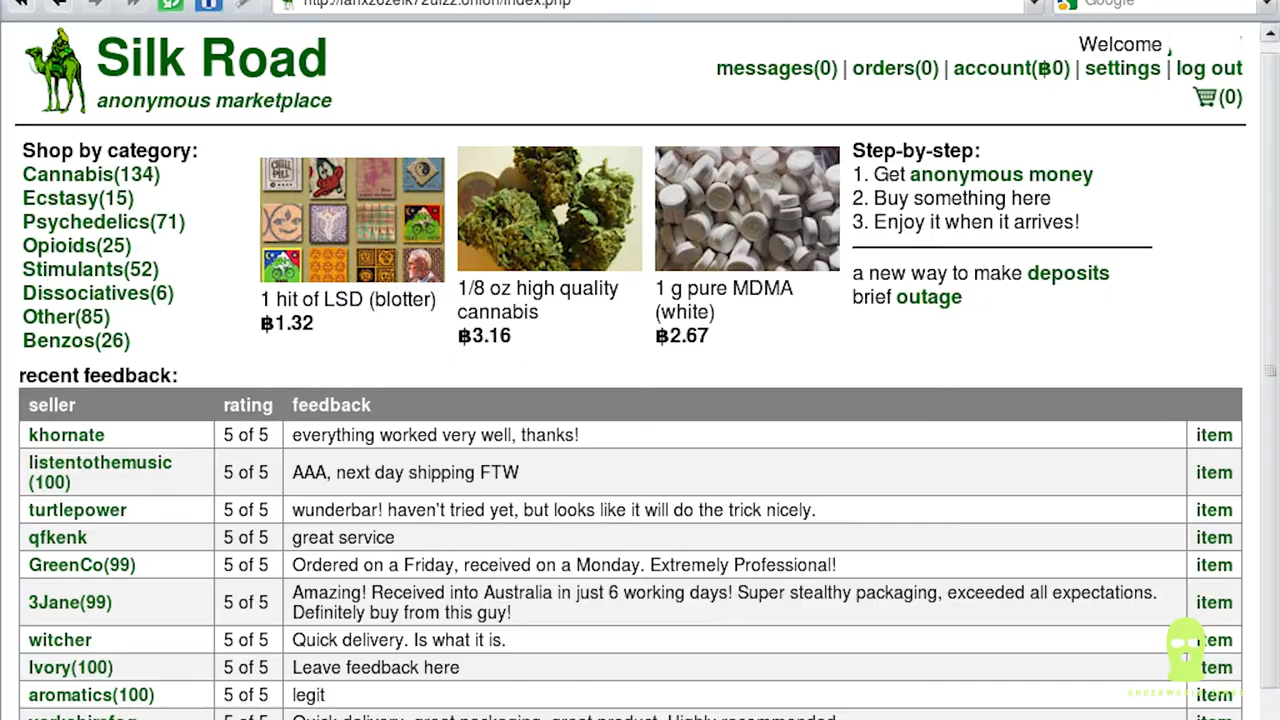 Google
Silk Road
anonymous marketplace
Welcome
messages(0) | orders(0) | account(฿0) | settings | log out
(0)
Shop by category:
Cannabis(134)
Ecstasy(15)
Psychedelics(71)
Opioids(25)
Stimulants(52)
Dissociatives(6)
Other(85)
Benzos(26)
1 hit of LSD (blotter)
฿1.32
1/8 oz high quality
cannabis
฿3.16
1 g pure MDMA
(white)
฿2.67
Step-by-step:
1. Get anonymous money
2. Buy something here
3. Enjoy it when it arrives!
a new way to make deposits
brief outage
recent feedback:
seller rating feedback
khornate 5 of 5 everything worked very well, thanks! item
listentothemusic
(100) 5 of 5 AAA, next day shipping FTW item
turtlepower 5 of 5 wunderbar! haven't tried yet, but looks like it will do the trick nicely. item
qfkenk 5 of 5 great service item
GreenCo(99) 5 of 5 Ordered on a Friday, received on a Monday. Extremely Professional! item
3Jane(99) 5 of 5 Amazing! Received into Australia in just 6 working days! Super stealthy packaging, exceeded all expectations.
Definitely buy from this guy! item
witcher 5 of 5 Quick delivery. Is what it is. item
Ivory(100) 5 of 5 Leave feedback here item
aromatics(100) 5 of 5 legit item
Quick delivery, great packaging, great product. Highly recommended